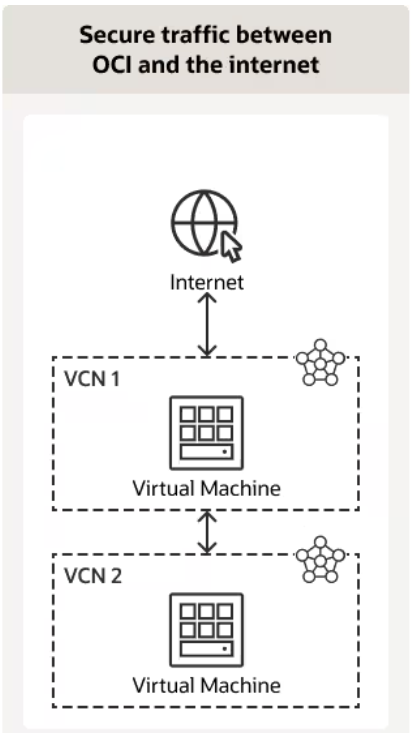 Secure traffic between
OCI and the internet
Internet
VCN 1
Virtual Machine
VCN 2
Virtual Machine